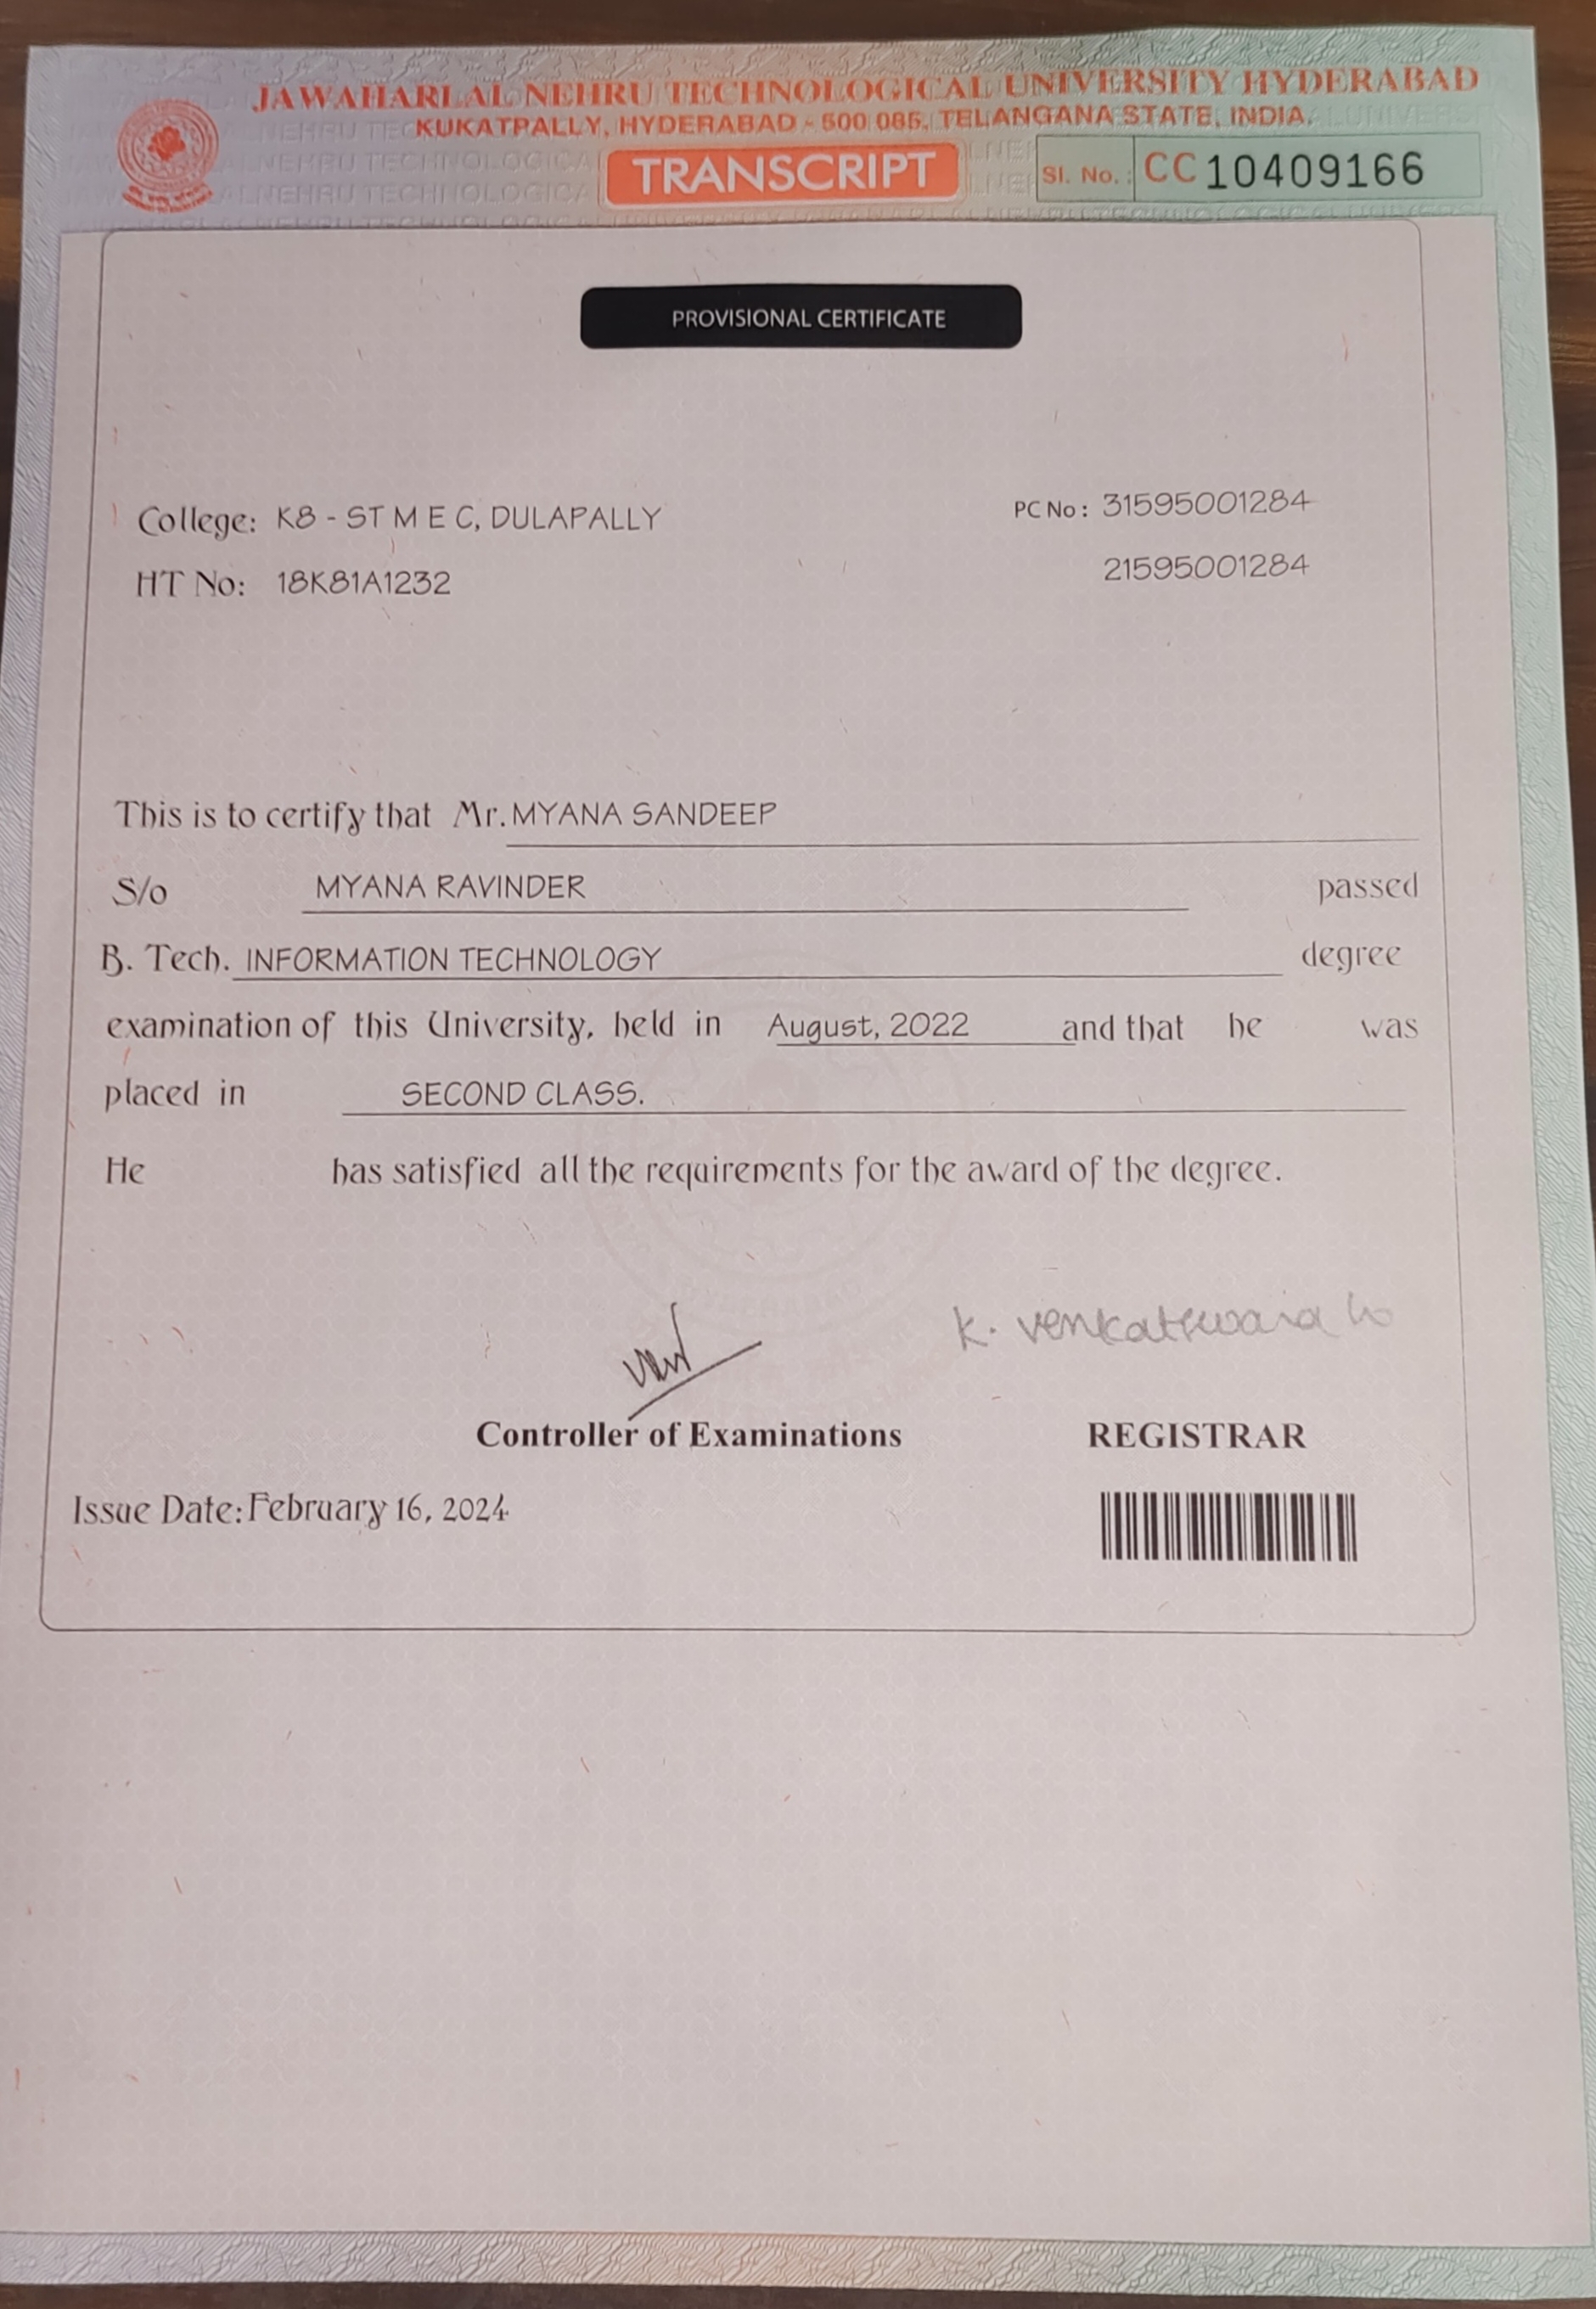 JAWAHARLAL NEHRU TECHNOLOGICAL UNIVERSITY HYDERABAD
KUKATPALLY, HYDERABAD - 500 085, TELANGANA STATE, INDIA.
TRANSCRIPT
Sl. No. : CC 10409166
PROVISIONAL CERTIFICATE
College: K8 - ST M E C, DULAPALLY PC No : 31595001284
HT No: 18K81A1232 21595001284
This is to certify that Mr. MYANA SANDEEP
S/o MYANA RAVINDER passed
B. Tech. INFORMATION TECHNOLOGY degree
examination of this University, held in August, 2022 and that he was
placed in SECOND CLASS.
He has satisfied all the requirements for the award of the degree.
K. Venkateswara
Controller of Examinations REGISTRAR
Issue Date: February 16, 2024